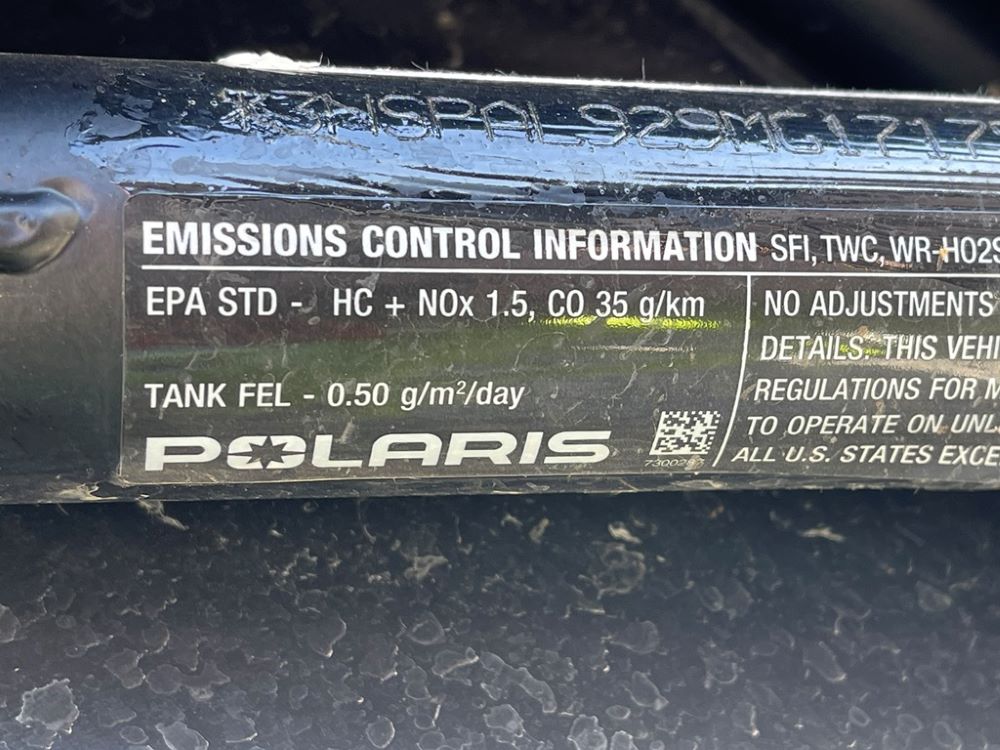 *3NSPAL929MG1717
EMISSIONS CONTROL INFORMATION SFI, TWC, WR-HO2S
EPA STD - HC + NOx 1.5, CO 35 g/km
TANK FEL - 0.50 g/m²/day
POLARIS
NO ADJUSTMENTS
DETAILS. THIS VEHI
REGULATIONS FOR M
TO OPERATE ON UNL
ALL U.S. STATES EXCE